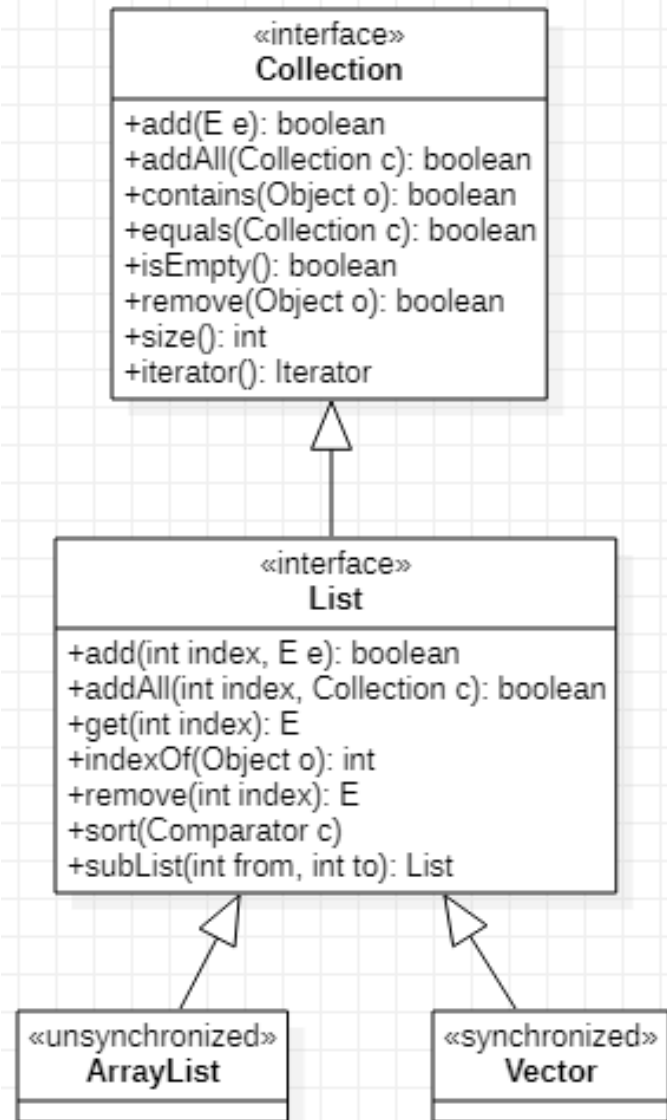 «interface»
Collection
+add(E e): boolean
+addAll(Collection c): boolean
+contains(Object o): boolean
+equals(Collection c): boolean
+isEmpty(): boolean
+remove(Object o): boolean
+size(): int
+iterator(): Iterator
«interface»
List
+add(int index, E e): boolean
+addAll(int index, Collection c): boolean
+get(int index): E
+indexOf(Object o): int
+remove(int index): E
+sort(Comparator c)
+subList(int from, int to): List
«unsynchronized»
ArrayList
«synchronized»
Vector